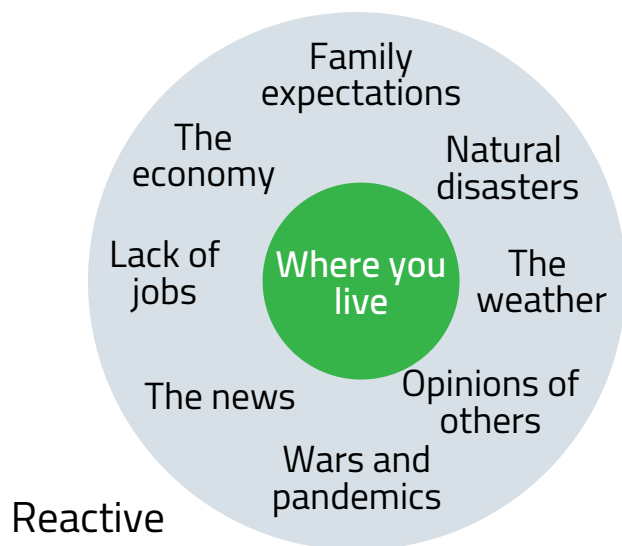 Family
expectations
The
economy
Natural
disasters
Lack of
jobs
Where you
live
The
weather
The news
Opinions of
others
Wars and
pandemics
Reactive